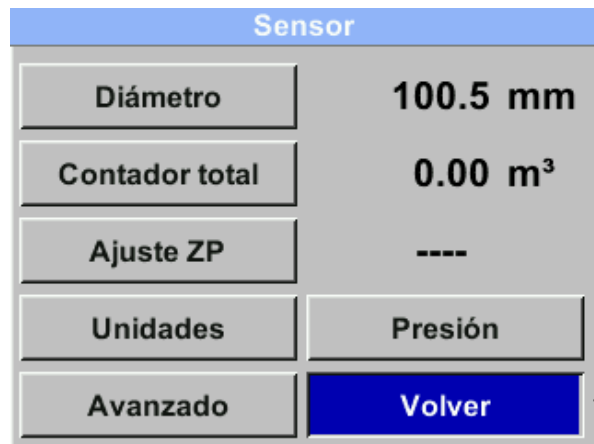 Sensor
Diámetro 100.5 mm
Contador total 0.00 m³
Ajuste ZP ----
Unidades Presión
Avanzado Volver